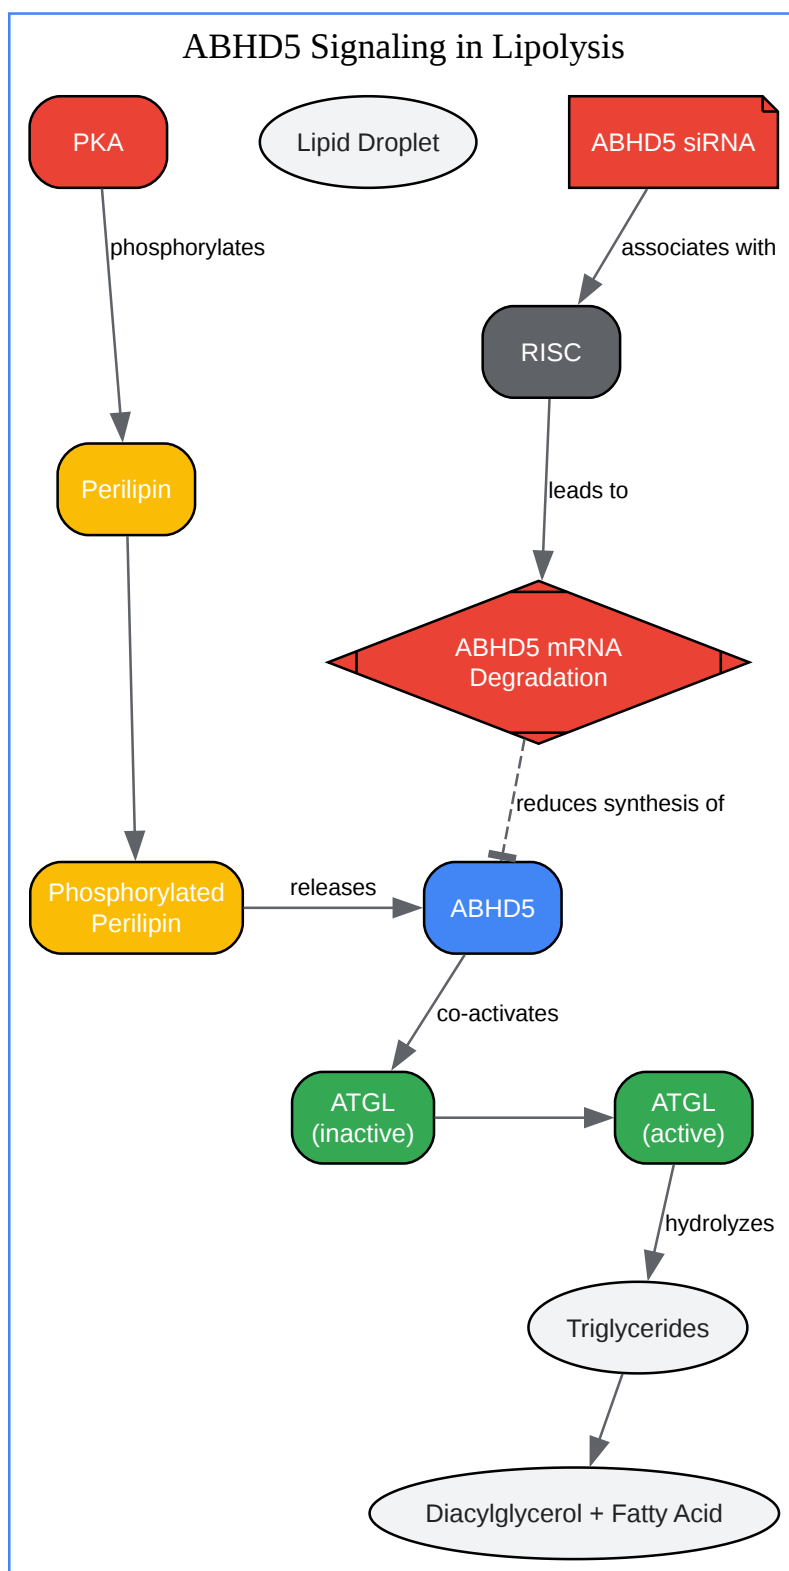 ABHD5 Signaling in Lipolysis
PKA
Lipid Droplet
ABHD5 siRNA
phosphorylates
associates with
RISC
Perilipin
leads to
ABHD5 mRNA
Degradation
reduces synthesis of
Phosphorylated
Perilipin
releases
ABHD5
co-activates
ATGL
(inactive)
ATGL
(active)
hydrolyzes
Triglycerides
Diacylglycerol + Fatty Acid